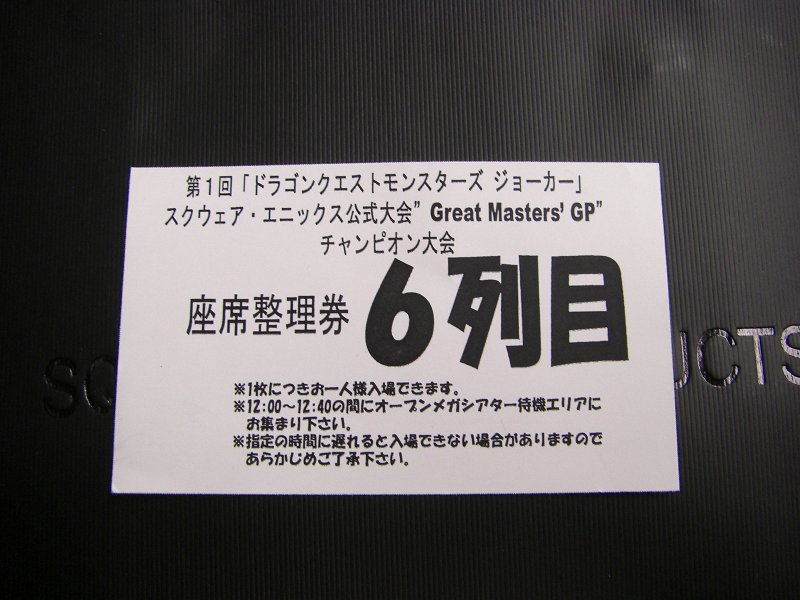 第1回「ドラゴンクエストモンスターズ ジョーカー」
スクウェア・エニックス公式大会”Great Masters' GP”
チャンピオン大会
座席整理券 6列目
※1枚につきお一人様入場できます。
※12:00～12:40の間にオープンメガシアター待機エリアに
お集まり下さい。
※指定の時間に遅れると入場できない場合がありますので
あらかじめご了承下さい。